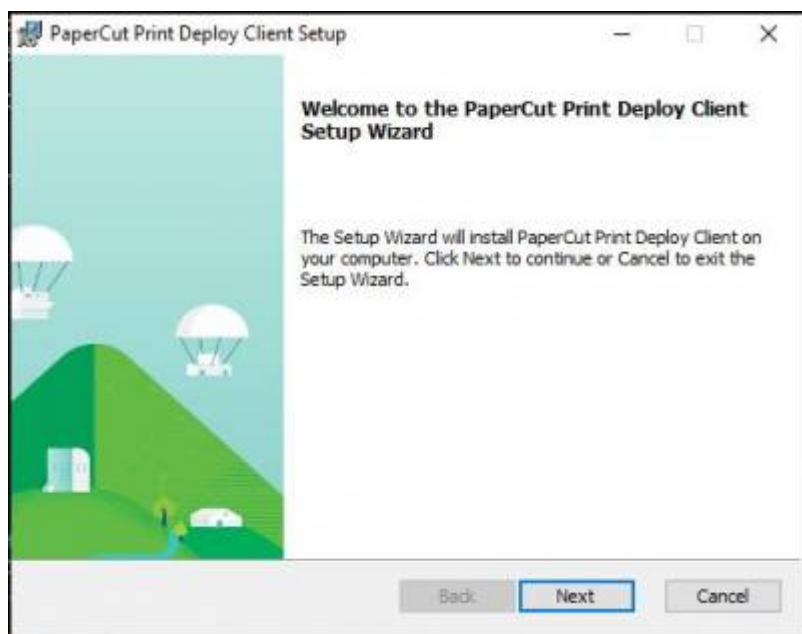 PaperCut Print Deploy Client Setup
Welcome to the PaperCut Print Deploy Client
Setup Wizard
The Setup Wizard will install PaperCut Print Deploy Client on
your computer. Click Next to continue or Cancel to exit the
Setup Wizard.
Back Next Cancel